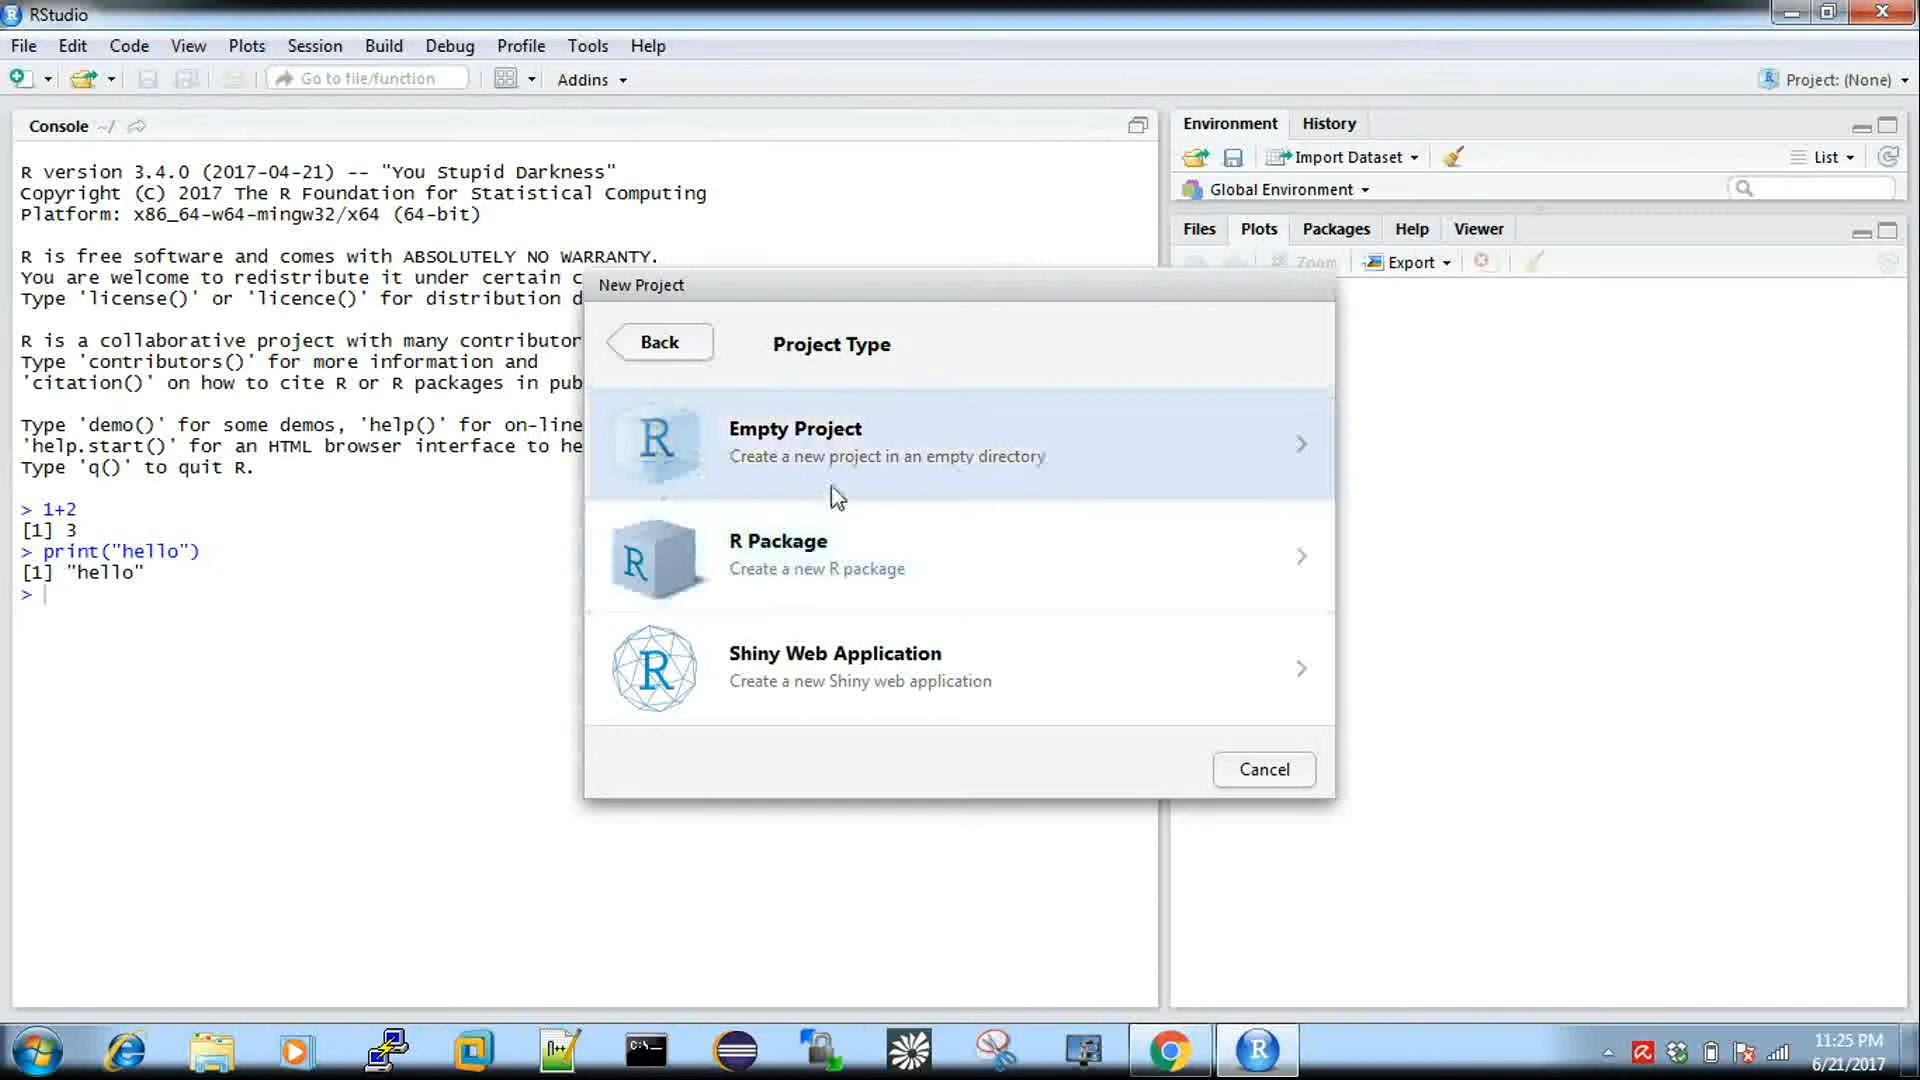 RStudio
File Edit Code View Plots Session Build Debug Profile Tools Help
Go to file/function Addins Project: (None)
Console ~/
R version 3.4.0 (2017-04-21) -- "You Stupid Darkness"
Copyright (C) 2017 The R Foundation for Statistical Computing
Platform: x86_64-w64-mingw32/x64 (64-bit)
R is free software and comes with ABSOLUTELY NO WARRANTY.
You are welcome to redistribute it under certain c
Type 'license()' or 'licence()' for distribution d
R is a collaborative project with many contributor
Type 'contributors()' for more information and
'citation()' on how to cite R or R packages in pub
Type 'demo()' for some demos, 'help()' for on-line
'help.start()' for an HTML browser interface to he
Type 'q()' to quit R.
> 1+2
[1] 3
> print("hello")
[1] "hello"
>
Environment History
Import Dataset List
Global Environment
Files Plots Packages Help Viewer
Zoom Export
New Project
Back Project Type
R
Empty Project
Create a new project in an empty directory
R
R Package
Create a new R package
R
Shiny Web Application
Create a new Shiny web application
Cancel
N++
C:\
R
11:25 PM
6/21/2017